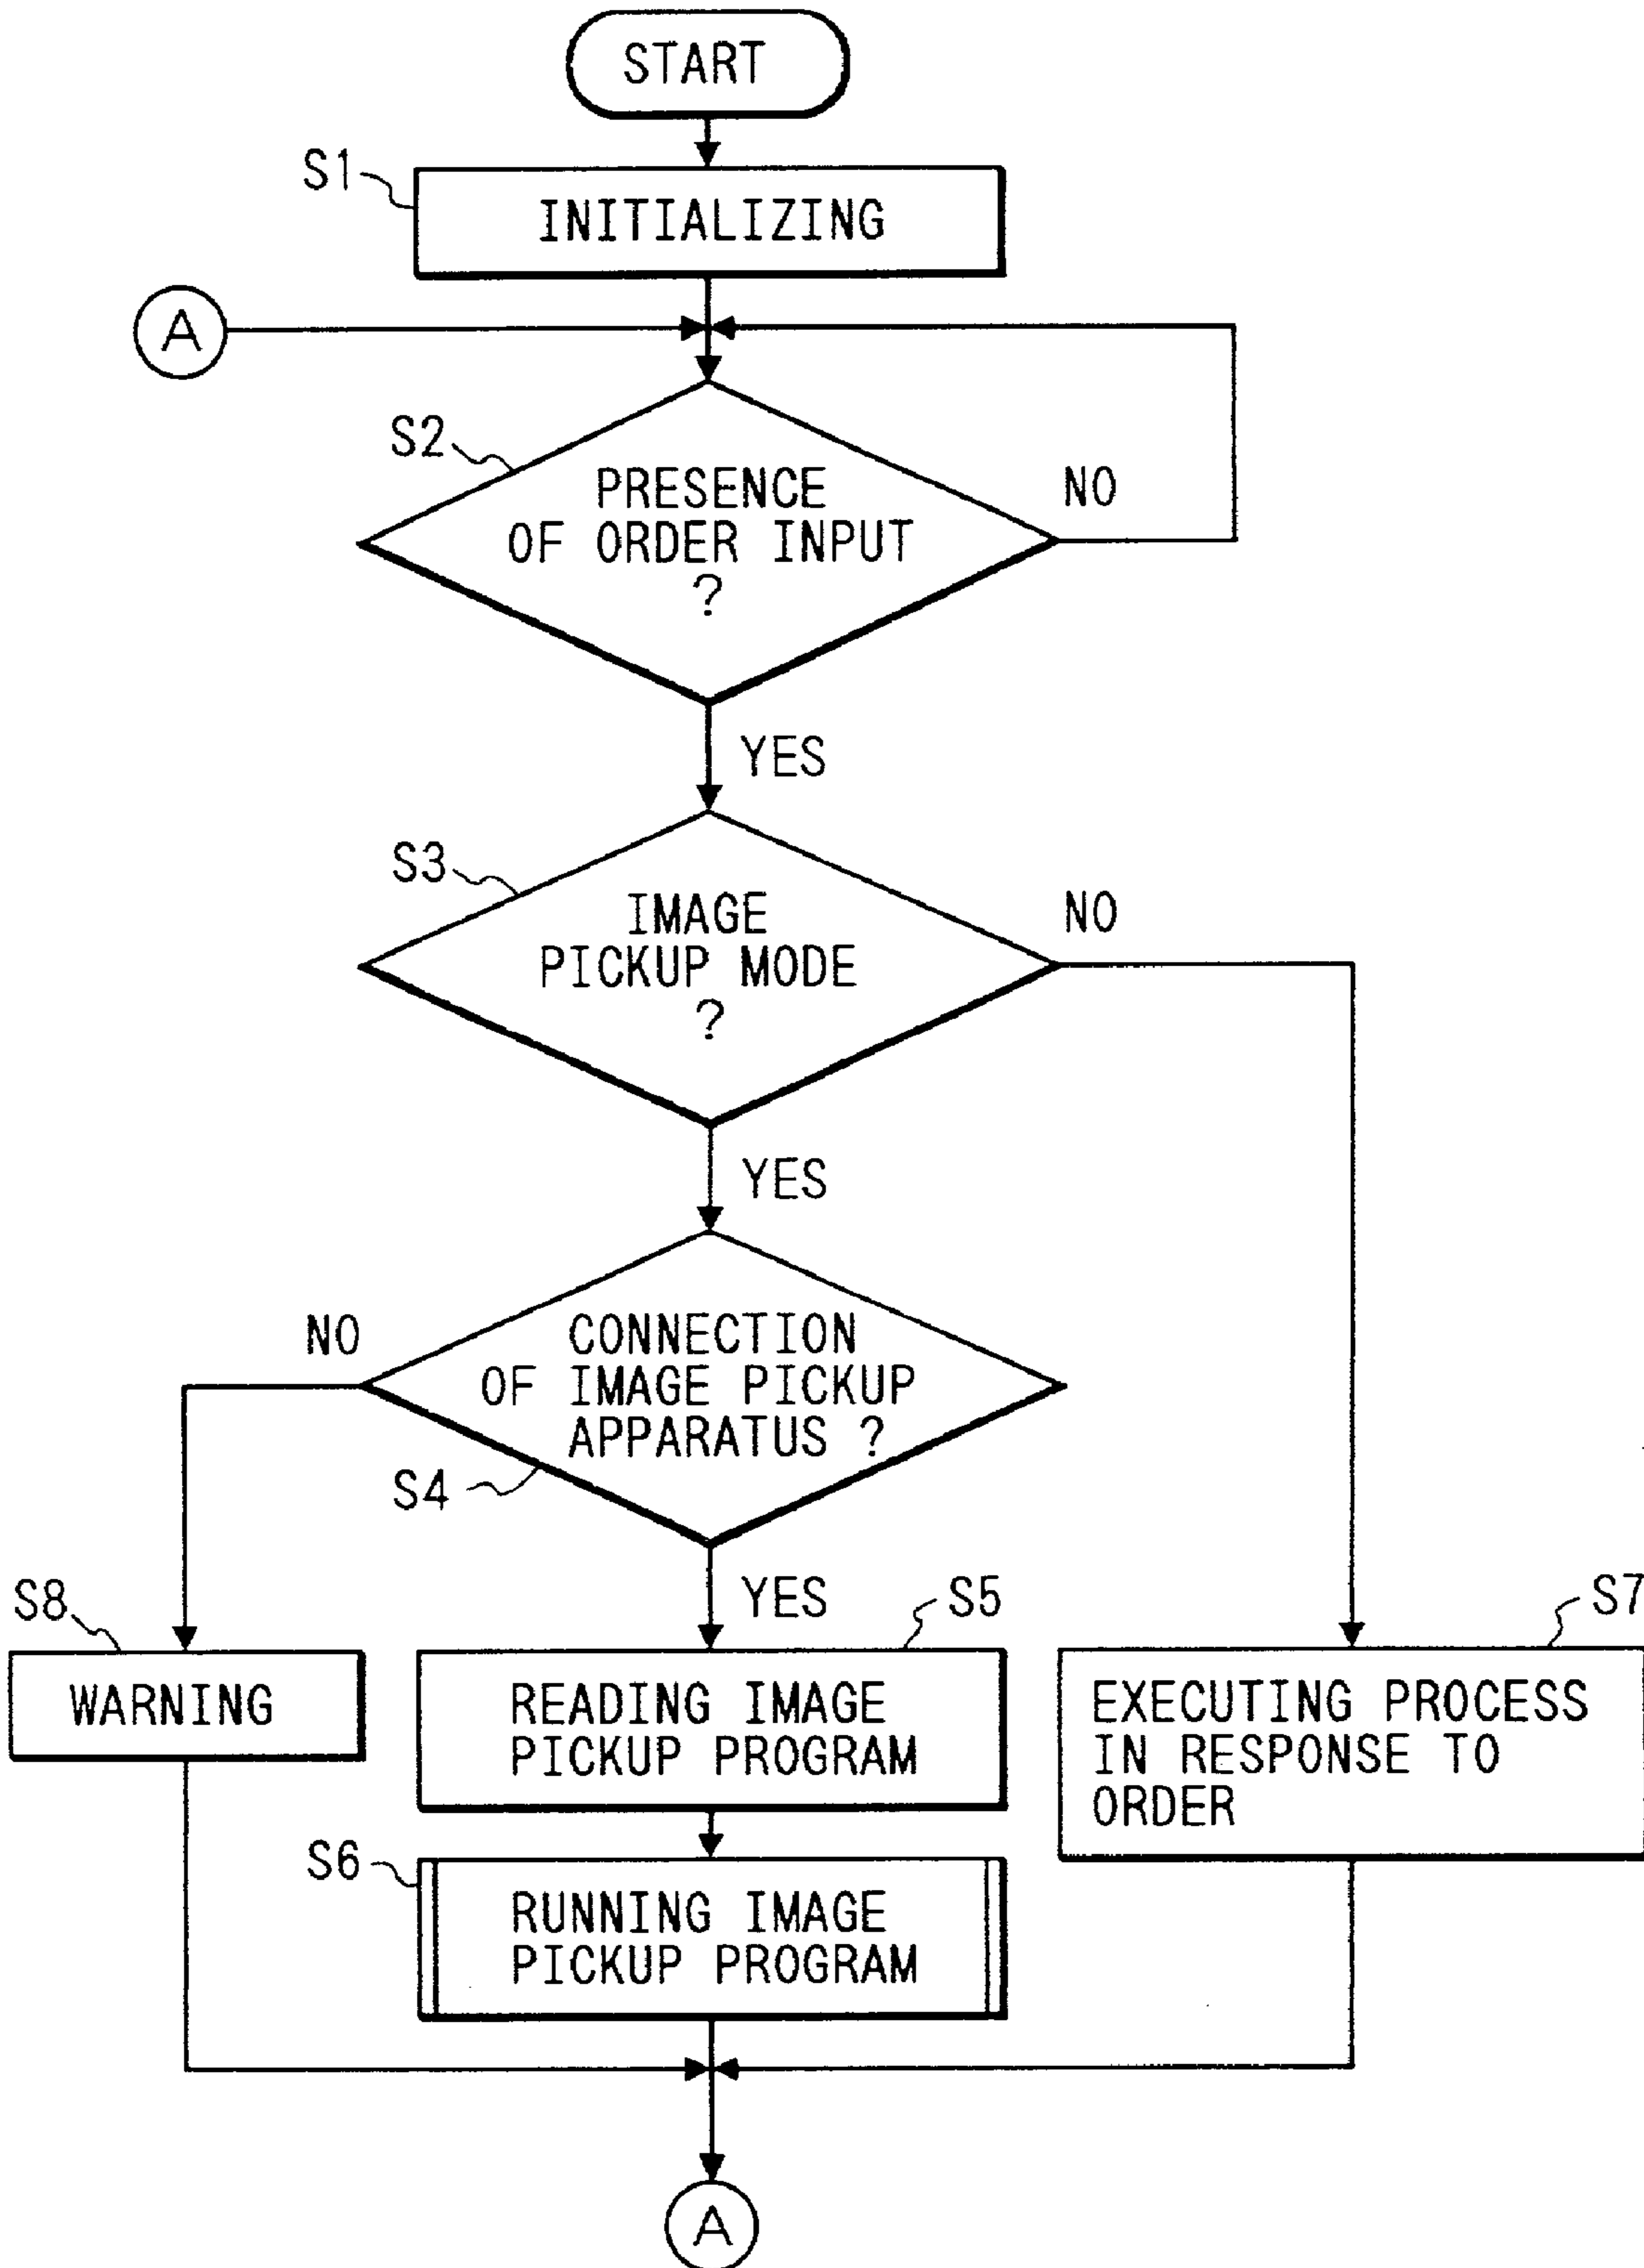 START
S1
INITIALIZING
A
S2
PRESENCE
OF ORDER INPUT
?
NO
YES
S3
IMAGE
PICKUP MODE
?
NO
YES
NO
CONNECTION
OF IMAGE PICKUP
APPARATUS ?
S4
YES
S8
WARNING
S5
READING IMAGE
PICKUP PROGRAM
S7
EXECUTING PROCESS
IN RESPONSE TO
ORDER
S6
RUNNING IMAGE
PICKUP PROGRAM
A